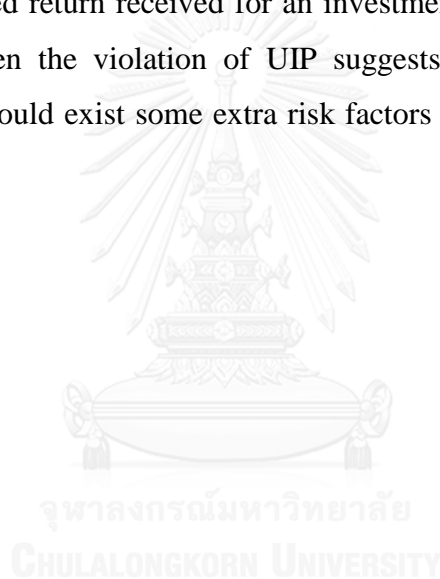 ed return received for an investmen
en the violation of UIP suggests
ould exist some extra risk factors
จุฬาลงกรณ์มหาวิทยาลัย
CHULALONGKORN UNIVERSITY